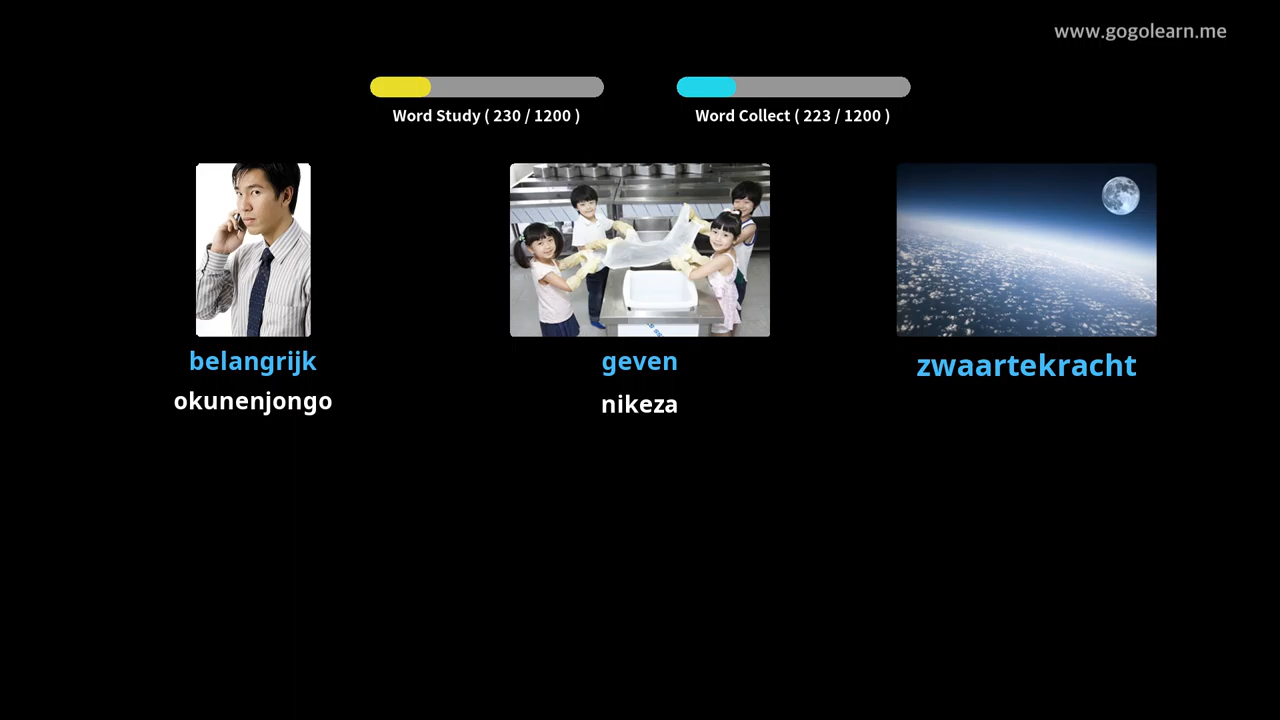 www.gogolearn.me
Word Study ( 230 / 1200 )
Word Collect ( 223 / 1200 )
belangrijk
okunenjongo
geven
nikeza
zwaartekracht